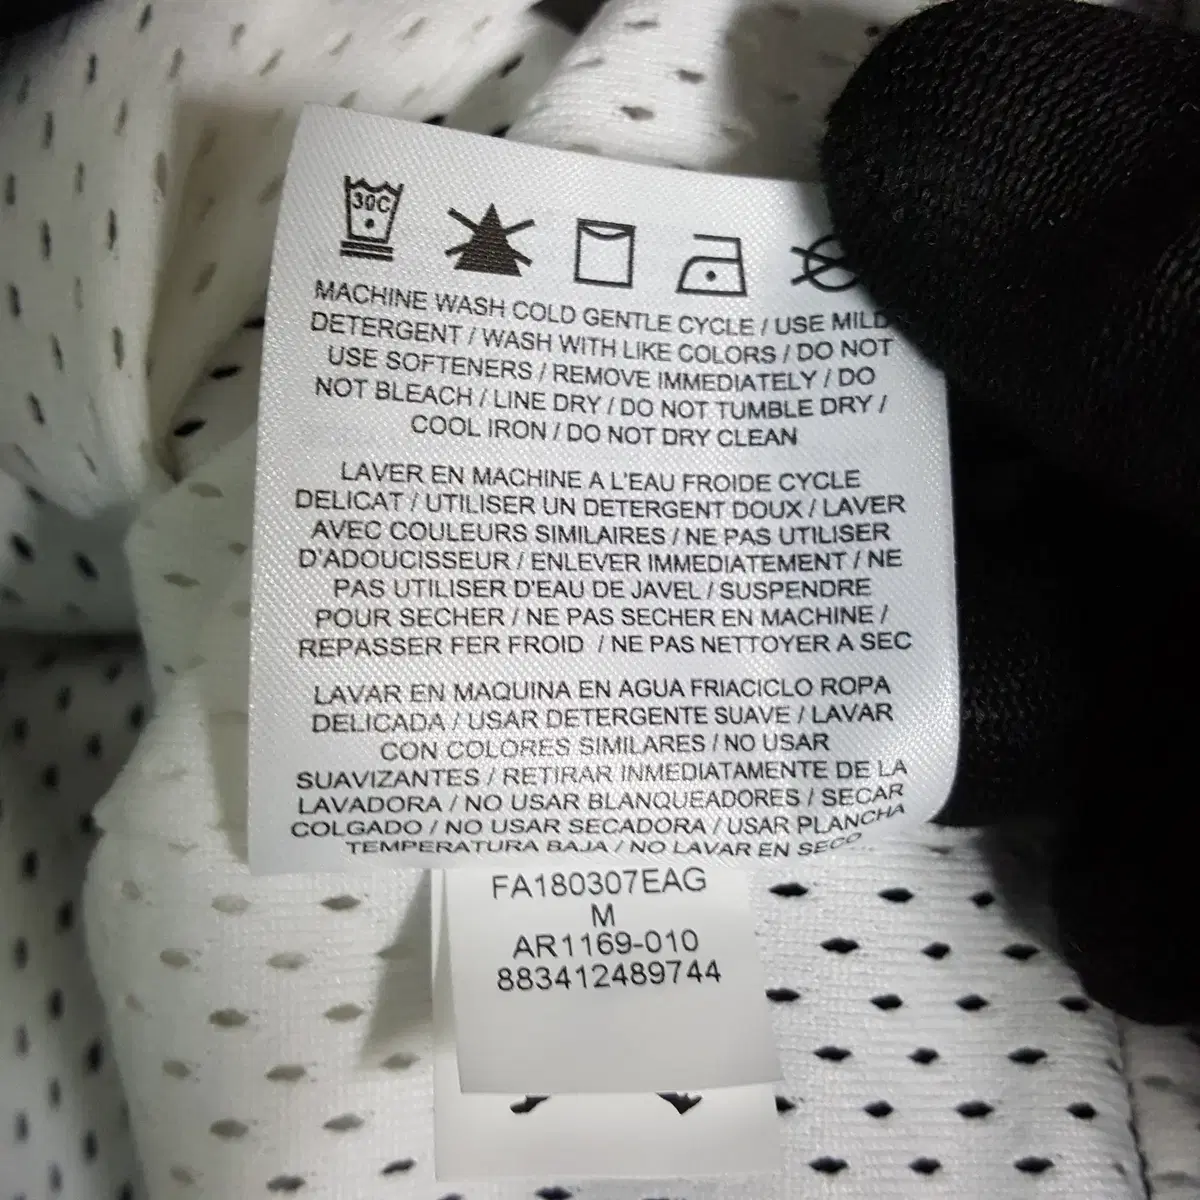 30C
MACHINE WASH COLD GENTLE CYCLE / USE MILD
DETERGENT / WASH WITH LIKE COLORS / DO NOT
USE SOFTENERS / REMOVE IMMEDIATELY / DO
NOT BLEACH / LINE DRY / DO NOT TUMBLE DRY /
COOL IRON / DO NOT DRY CLEAN
LAVER EN MACHINE A L'EAU FROIDE CYCLE
DELICAT / UTILISER UN DETERGENT DOUX / LAVER
AVEC COULEURS SIMILAIRES / NE PAS UTILISER
D'ADOUCISSEUR / ENLEVER IMMEDIATEMENT / NE
PAS UTILISER D'EAU DE JAVEL / SUSPENDRE
POUR SECHER / NE PAS SECHER EN MACHINE /
REPASSER FER FROID / NE PAS NETTOYER A SEC
LAVAR EN MAQUINA EN AGUA FRIACICLO ROPA
DELICADA / USAR DETERGENTE SUAVE / LAVAR
CON COLORES SIMILARES / NO USAR
SUAVIZANTES / RETIRAR INMEDIATAMENTE DE LA
LAVADORA / NO USAR BLANQUEADORES / SECAR
COLGADO / NO USAR SECADORA / USAR PLANCHA
TEMPERATURA BAJA / NO LAVAR EN SECO
FA180307EAG
M
AR1169-010
883412489744